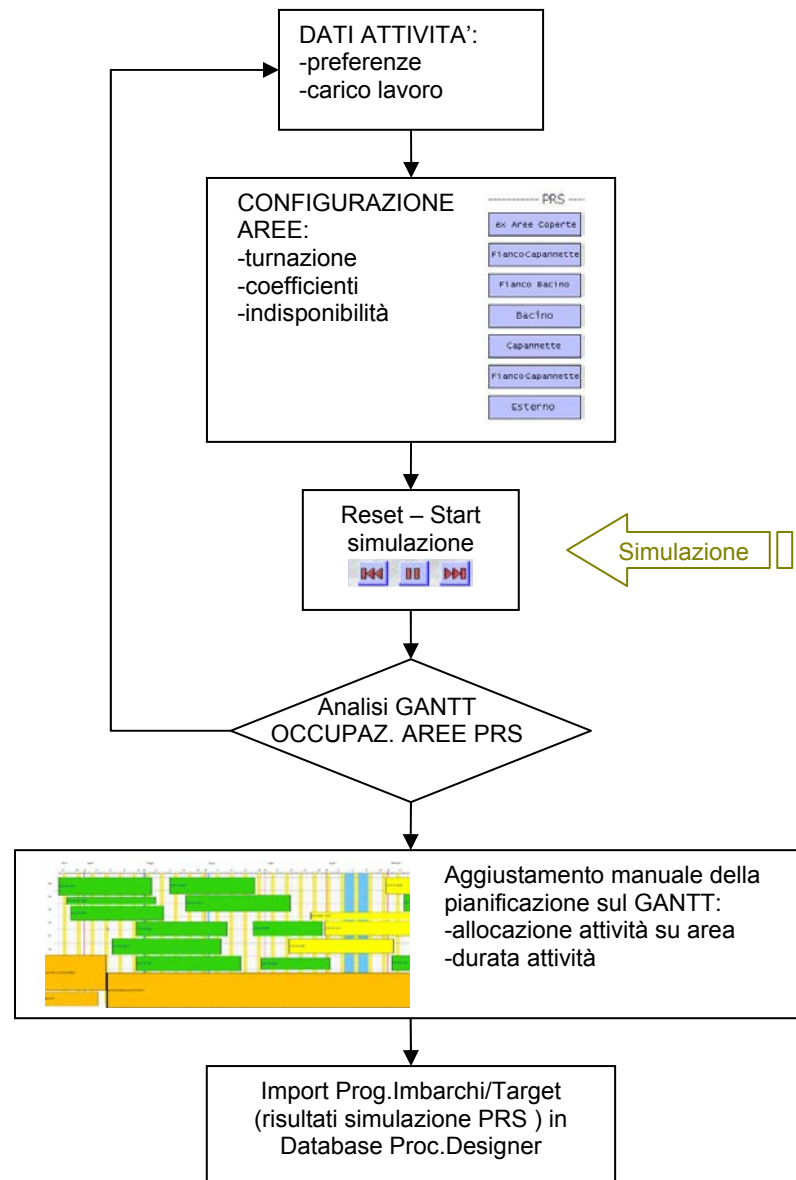 DATI ATTIVITA’:
-preferenze
-carico lavoro
CONFIGURAZIONE
AREE:
-turnazione
-coefficienti
-indisponibilità
----------- PRS ----
ex Aree Coperte
FiancoCapannette
Fianco Bacino
Bacino
Capannette
FiancoCapannette
Esterno
Reset – Start
simulazione
Simulazione
Analisi GANTT
OCCUPAZ. AREE PRS
Aggiustamento manuale della
pianificazione sul GANTT:
-allocazione attività su area
-durata attività
Import Prog.Imbarchi/Target
(risultati simulazione PRS ) in
Database Proc.Designer